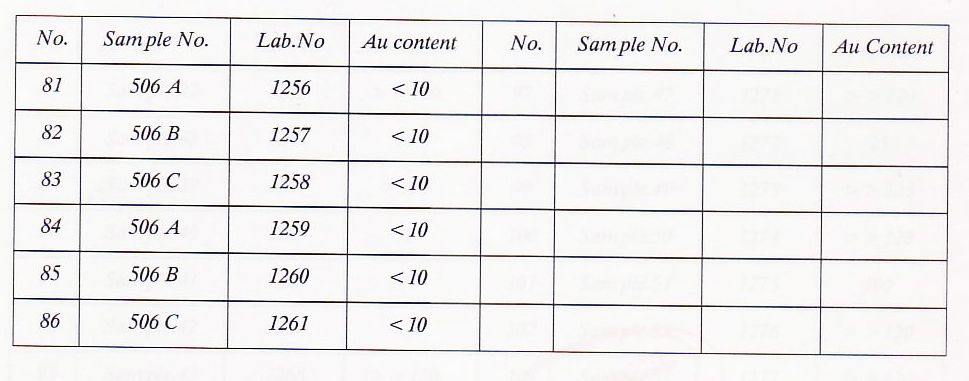 No. Sample No. Lab.No Au content No. Sample No. Lab.No Au Content
81 506 A 1256 < 10
82 506 B 1257 < 10
83 506 C 1258 < 10
84 506 A 1259 < 10
85 506 B 1260 < 10
86 506 C 1261 < 10